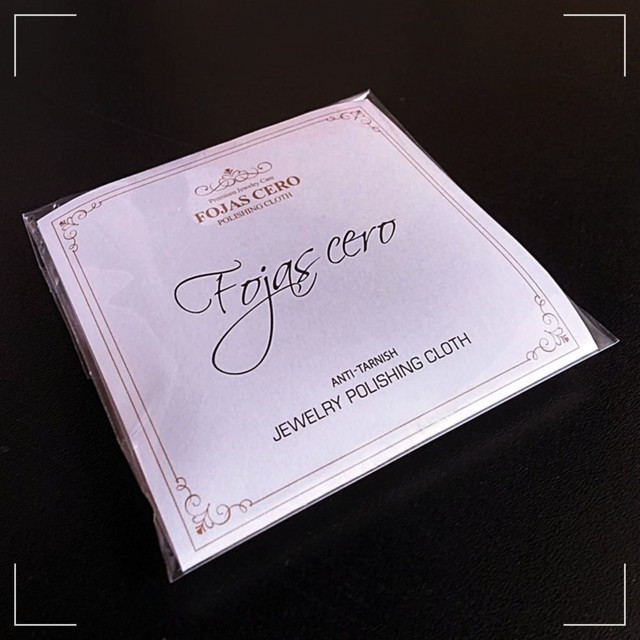 Premium Jewelry Care
FOJAS CERO
POLISHING CLOTH
Fojas cero
ANTI-TARNISH
JEWELRY POLISHING CLOTH